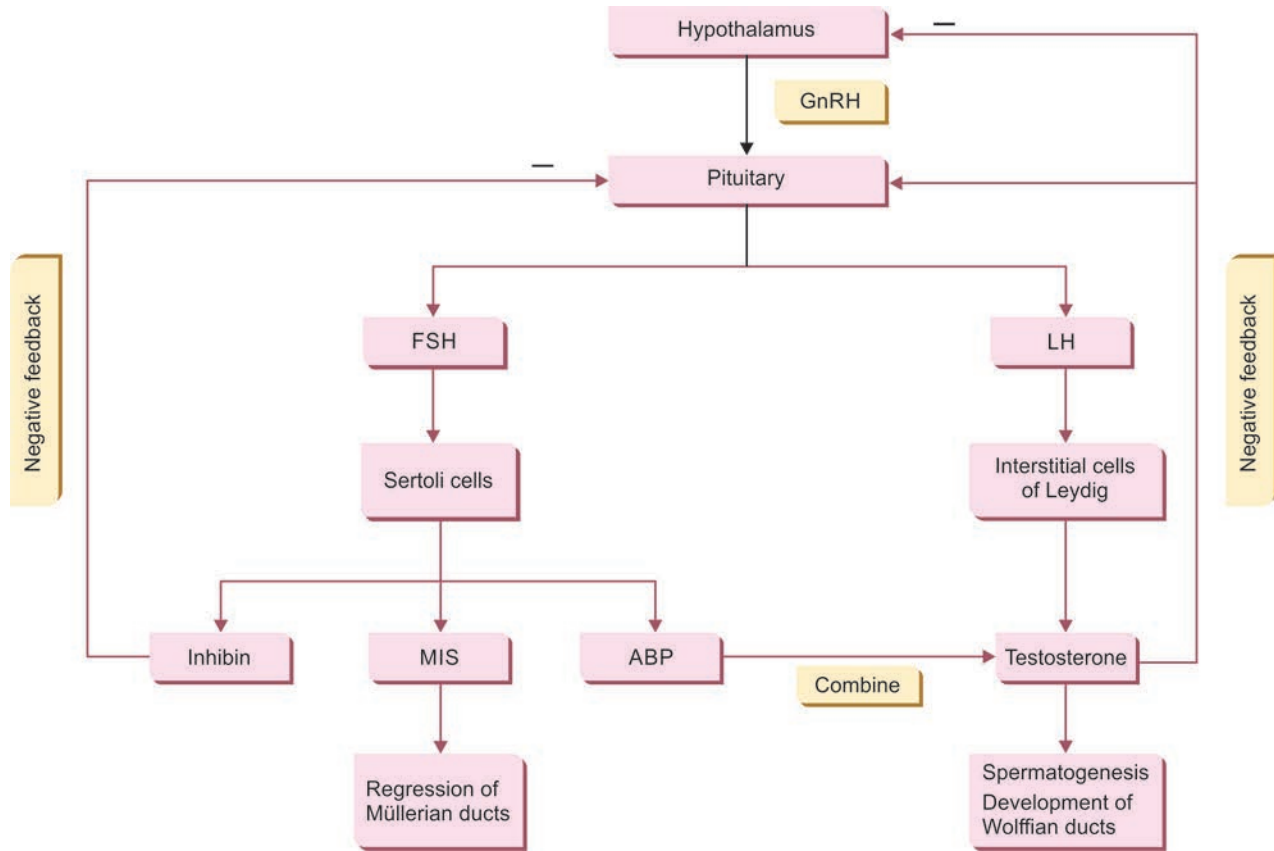 Hypothalamus
–
GnRH
–
Pituitary
Negative feedback
Negative feedback
FSH
LH
Sertoli cells
Interstitial cells
of Leydig
Inhibin
MIS
ABP
Testosterone
Combine
Regression of
Müllerian ducts
Spermatogenesis
Development of
Wolffian ducts